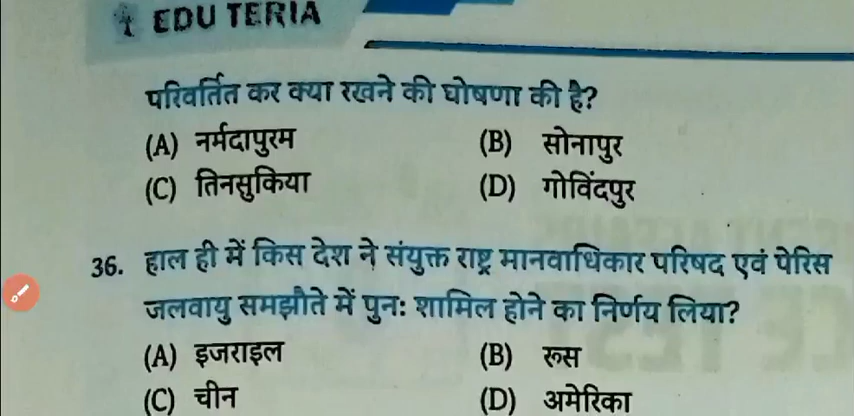 EDU TERIA
परिवर्तित कर क्या रखने की घोषणा की है?
(A) नर्मदापुरम (B) सोनापुर
(C) तिनसुकिया (D) गोविंदपुर
36. हाल ही में किस देश ने संयुक्त राष्ट्र मानवाधिकार परिषद एवं पेरिस
जलवायु समझौते में पुनः शामिल होने का निर्णय लिया?
(A) इजराइल (B) रूस
(C) चीन (D) अमेरिका